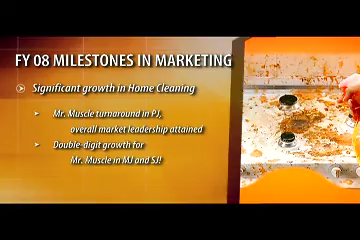 FY 08 MILESTONES IN MARKETING
Significant growth in Home Cleaning
Mr. Muscle turnaround in PJ,
overall market leadership attained
Double-digit growth for
Mr. Muscle in MJ and SJ!